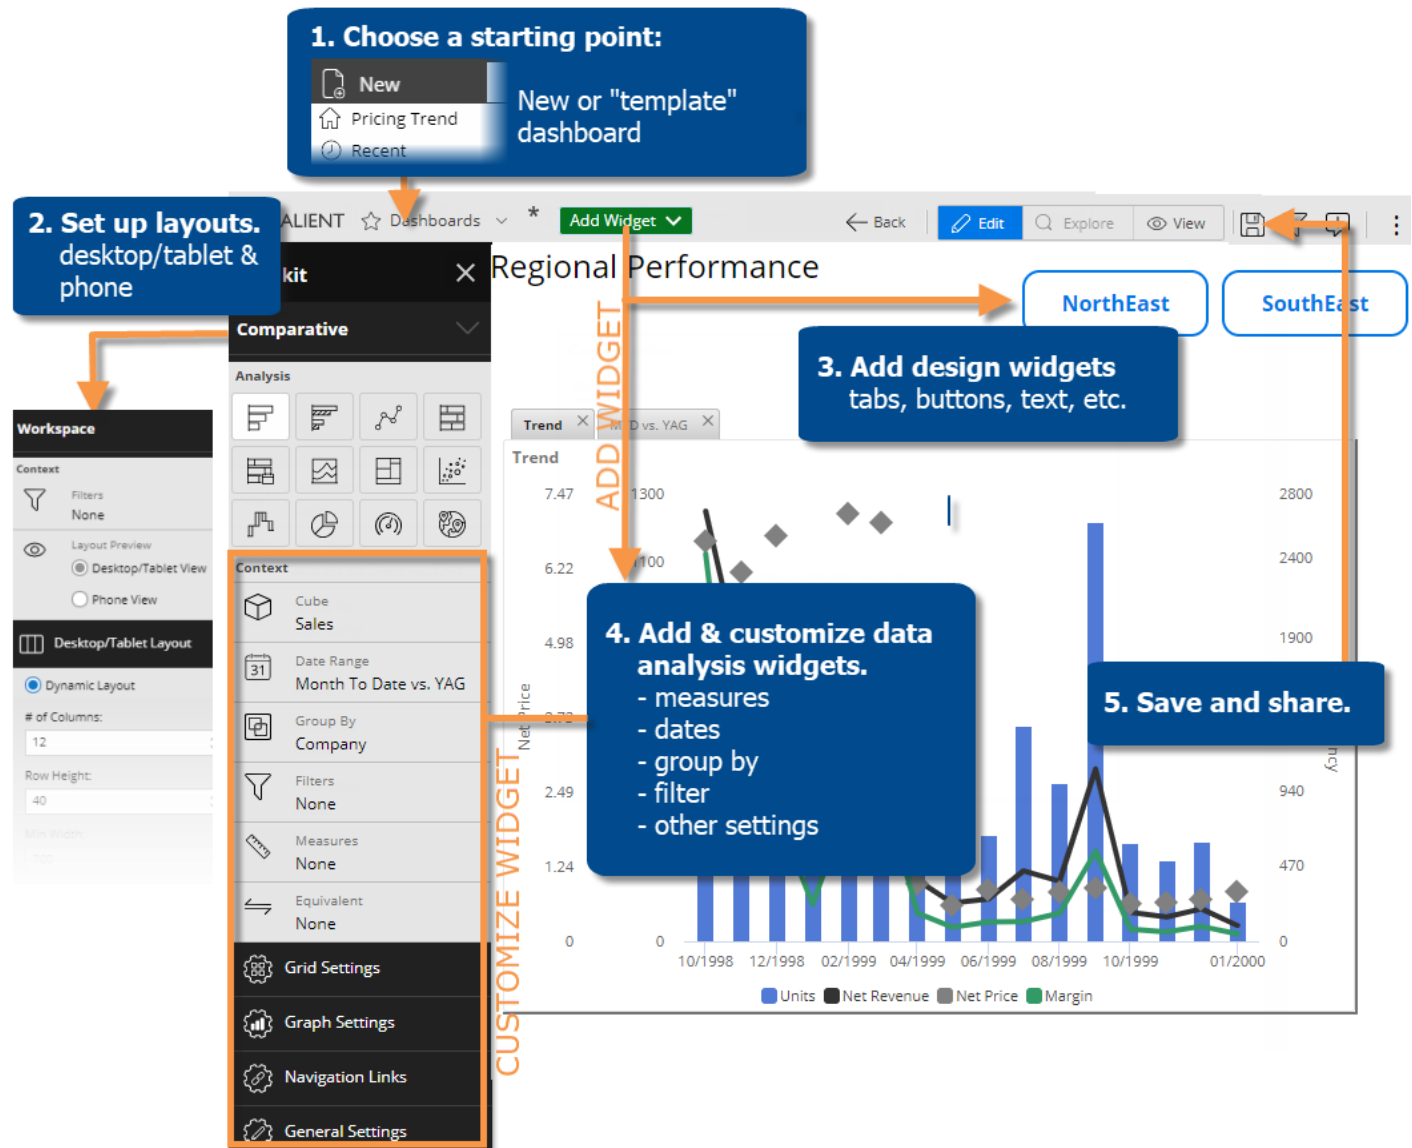 1. Choose a starting point:
New
Pricing Trend
Recent
New or "template"
dashboard
2. Set up layouts.
desktop/tablet &
phone
ALIENT
Dashboards
*
Add Widget
Back
Edit
Explore
View
kit
Regional Performance
NorthEast
SouthEast
Comparative
Analysis
3. Add design widgets
tabs, buttons, text, etc.
ADD WIDGET
Workspace
Context
Filters
None
Layout Preview
Desktop/Tablet View
Phone View
Desktop/Tablet Layout
Dynamic Layout
# of Columns:
12
Row Height:
40
Min Width:
Context
Cube
Sales
Date Range
31
Month To Date vs. YAG
Group By
Company
Filters
None
Measures
None
Equivalent
None
Grid Settings
Graph Settings
Navigation Links
General Settings
CUSTOMIZE WIDGET
Trend
vs. YAG
Trend
7.47
1300
2800
6.22
1100
2400
4.98
1900
Net Price
3.73
2.49
940
1.24
470
0
0
0
4. Add & customize data
analysis widgets.
- measures
- dates
- group by
- filter
- other settings
5. Save and share.
ncy
10/1998
12/1998
02/1999
04/1999
06/1999
08/1999
10/1999
01/2000
Units
Net Revenue
Net Price
Margin